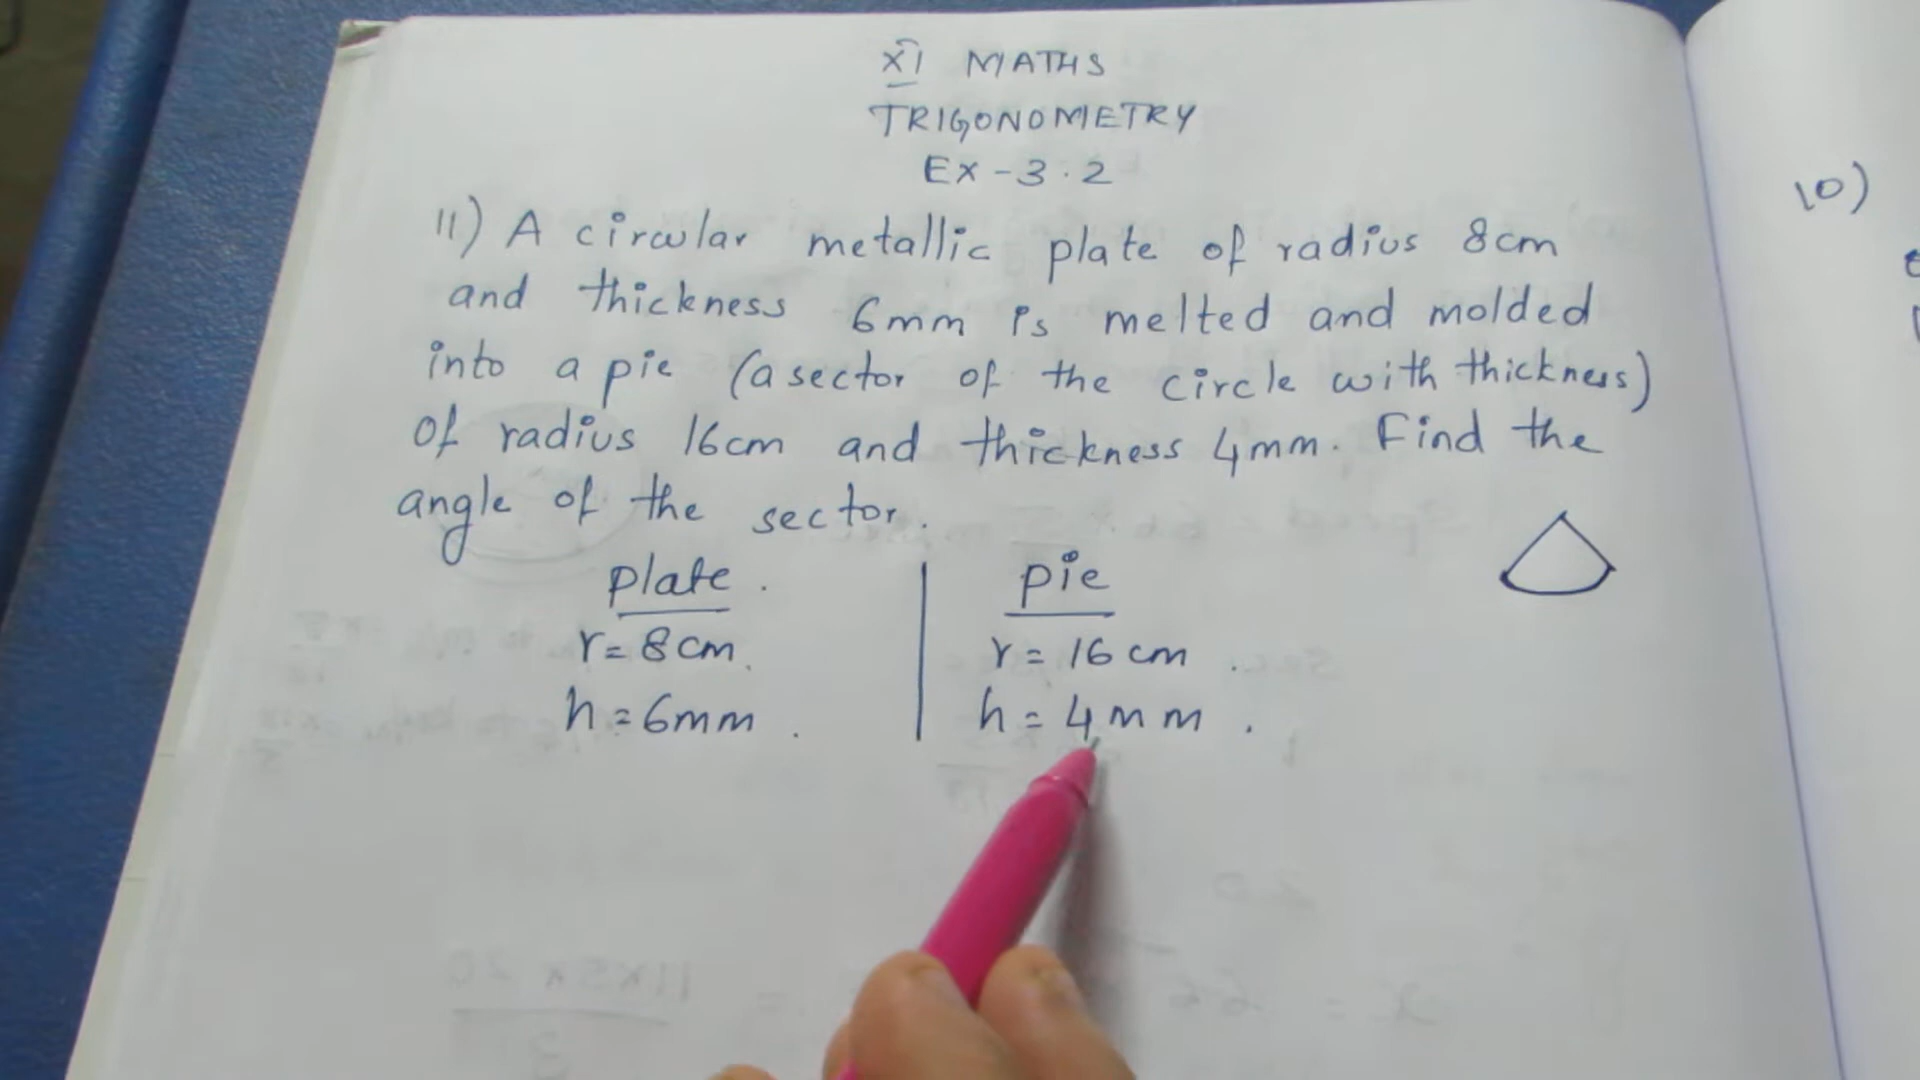 XI MATHS
TRIGONOMETRY
EX - 3.2
11) A circular metallic plate of radius 8cm
and thickness 6mm is melted and molded
into a pie (a sector of the circle with thickness)
of radius 16cm and thickness 4mm. Find the
angle of the sector.
plate.
r = 8cm.
h = 6mm.
pie
r = 16 cm.
h = 4mm.
10)